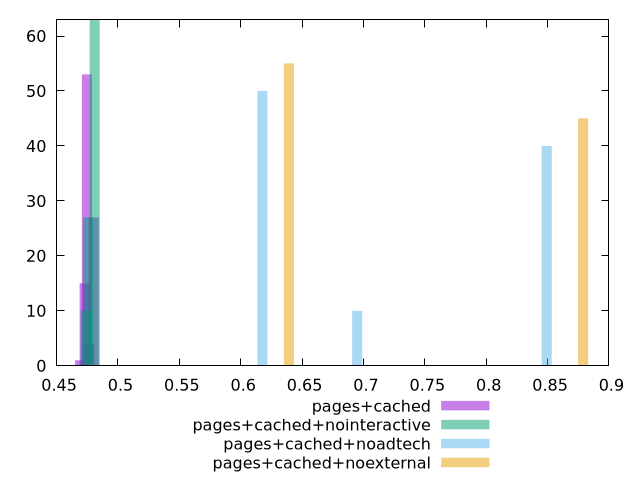 60
50
40
30
20
10
0
0.45 0.5 0.55 0.6 0.65 0.7 0.75 0.8 0.85 0.9
pages+cached
pages+cached+nointeractive
pages+cached+noadtech
pages+cached+noexternal